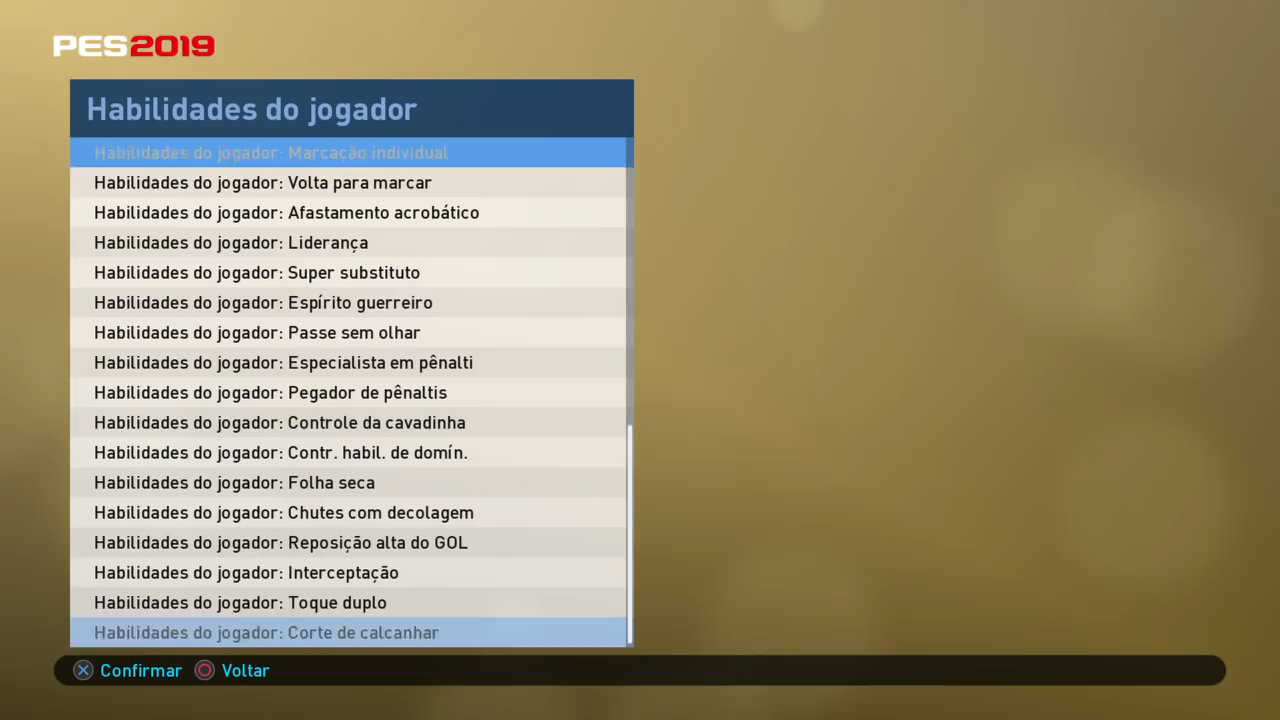 PES2019
Habilidades do jogador
Habilidades do jogador: Marcação individual
Habilidades do jogador: Volta para marcar
Habilidades do jogador: Afastamento acrobático
Habilidades do jogador: Liderança
Habilidades do jogador: Super substituto
Habilidades do jogador: Espírito guerreiro
Habilidades do jogador: Passe sem olhar
Habilidades do jogador: Especialista em pênalti
Habilidades do jogador: Pegador de pênaltis
Habilidades do jogador: Controle da cavadinha
Habilidades do jogador: Contr. habil. de domín.
Habilidades do jogador: Folha seca
Habilidades do jogador: Chutes com decolagem
Habilidades do jogador: Reposição alta do GOL
Habilidades do jogador: Interceptação
Habilidades do jogador: Toque duplo
Habilidades do jogador: Corte de calcanhar
Confirmar Voltar